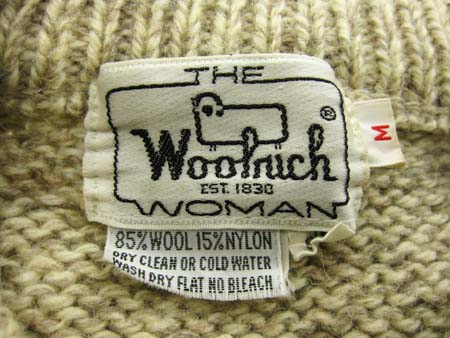 THE
Woolrich
®
EST. 1830
WOMAN
M
85% WOOL 15% NYLON
DRY CLEAN OR COLD WATER
WASH DRY FLAT NO BLEACH